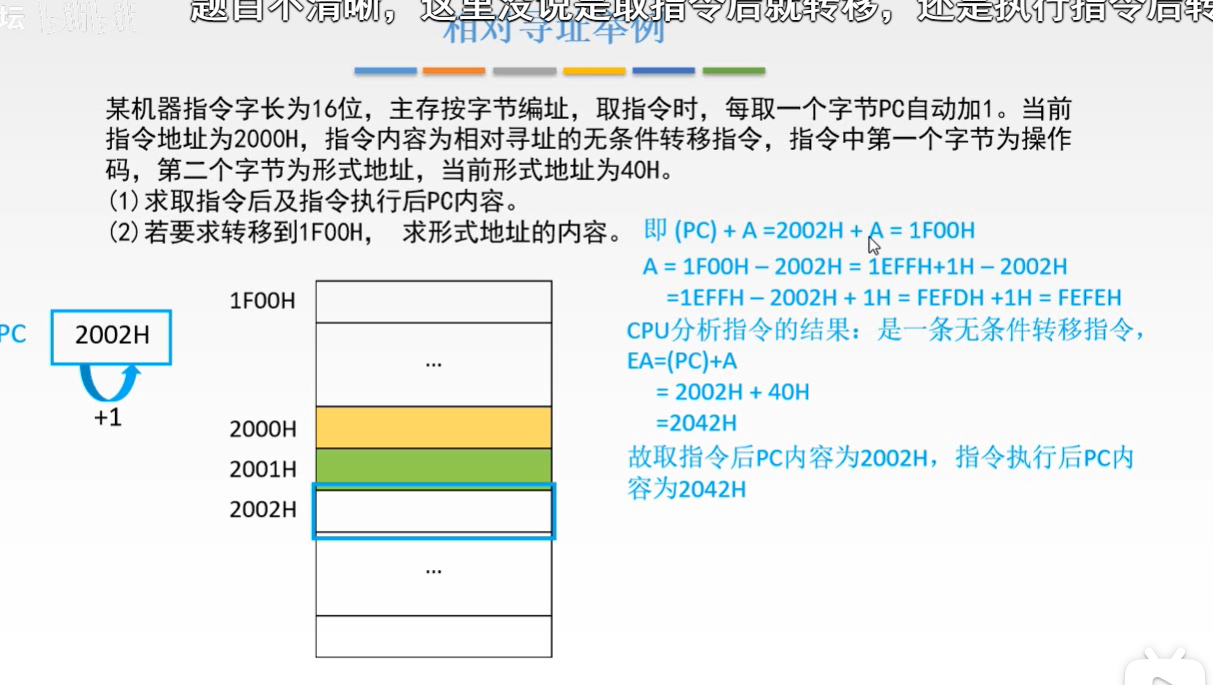 题目不清晰，这里没说是取指令后就转移，还是执行指令后转
坛
相对寻址举例
某机器指令字长为16位，主存按字节编址，取指令时，每取一个字节PC自动加1。当前
指令地址为2000H，指令内容为相对寻址的无条件转移指令，指令中第一个字节为操作
码，第二个字节为形式地址，当前形式地址为40H。
(1)求取指令后及指令执行后PC内容。
(2)若要求转移到1F00H， 求形式地址的内容。
即 (PC) + A =2002H + A = 1F00H
A = 1F00H – 2002H = 1EFFH+1H – 2002H
=1EFFH – 2002H + 1H = FEFDH +1H = FEFEH
CPU分析指令的结果：是一条无条件转移指令，
EA=(PC)+A
= 2002H + 40H
=2042H
故取指令后PC内容为2002H，指令执行后PC内
容为2042H
PC
2002H
+1
1F00H
...
2000H
2001H
2002H
...